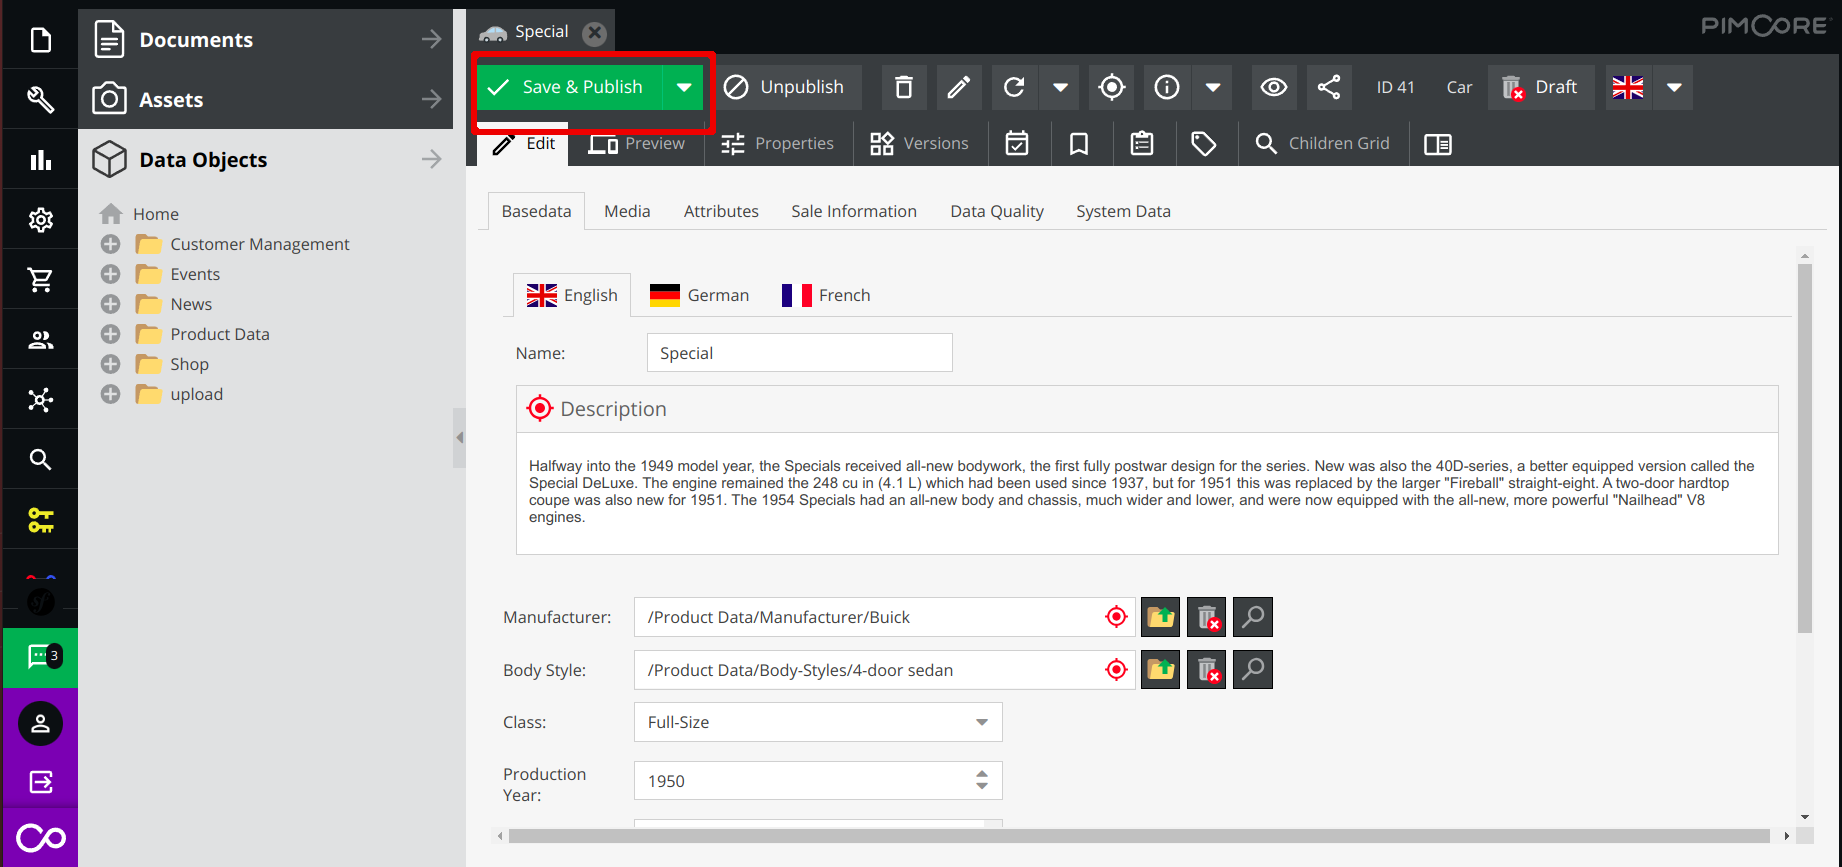 Documents
Assets
Data Objects
Home
Customer Management
Events
News
Product Data
Shop
upload
3
Special
PIMCORE
Save & Publish
Unpublish
ID 41
Car
Draft
Edit
Preview
Properties
Versions
Children Grid
Basedata
Media
Attributes
Sale Information
Data Quality
System Data
English
German
French
Name:
Special
Description
Halfway into the 1949 model year, the Specials received all-new bodywork, the first fully postwar design for the series. New was also the 40D-series, a better equipped version called the
Special DeLuxe. The engine remained the 248 cu in (4.1 L) which had been used since 1937, but for 1951 this was replaced by the larger "Fireball" straight-eight. A two-door hardtop
coupe was also new for 1951. The 1954 Specials had an all-new body and chassis, much wider and lower, and were now equipped with the all-new, more powerful "Nailhead" V8
engines.
Manufacturer:
/Product Data/Manufacturer/Buick
Body Style:
/Product Data/Body-Styles/4-door sedan
Class:
Full-Size
Production
Year:
1950